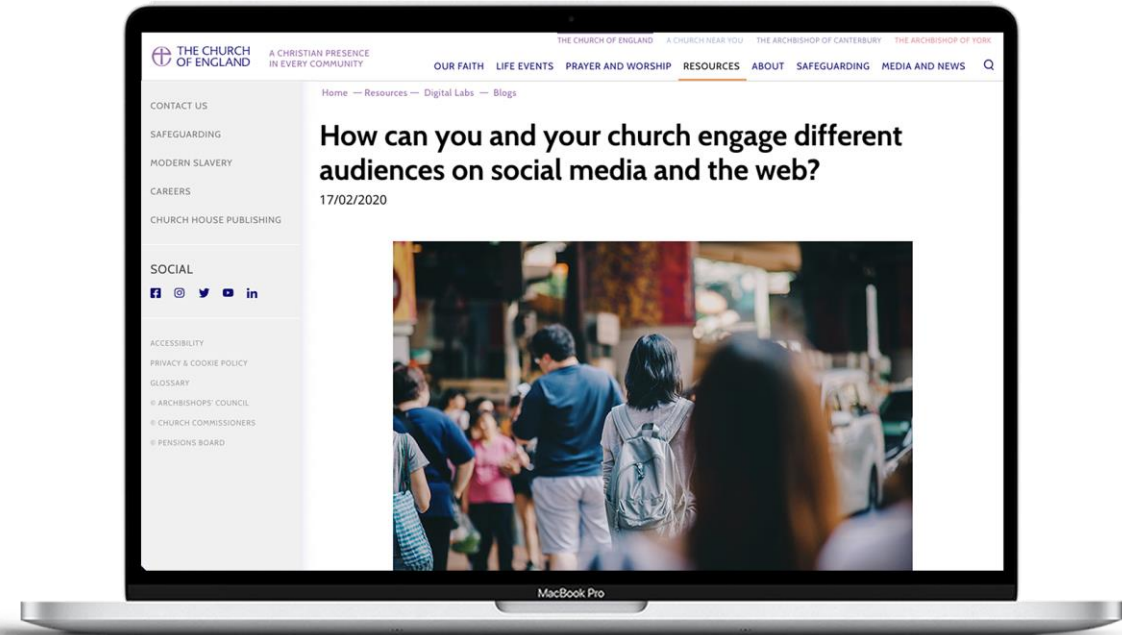 THE CHURCH OF ENGLAND
A CHURCH NEAR YOU
THE ARCHBISHOP OF CANTERBURY
THE ARCHBISHOP OF YORK
THE CHURCH
OF ENGLAND
A CHRISTIAN PRESENCE
IN EVERY COMMUNITY
OUR FAITH
LIFE EVENTS
PRAYER AND WORSHIP
RESOURCES
ABOUT
SAFEGUARDING
MEDIA AND NEWS
Home — Resources — Digital Labs — Blogs
CONTACT US
SAFEGUARDING
MODERN SLAVERY
CAREERS
CHURCH HOUSE PUBLISHING
SOCIAL
ACCESSIBILITY
PRIVACY & COOKIE POLICY
GLOSSARY
© ARCHBISHOPS' COUNCIL
© CHURCH COMMISSIONERS
© PENSIONS BOARD
How can you and your church engage different
audiences on social media and the web?
17/02/2020
MacBook Pro